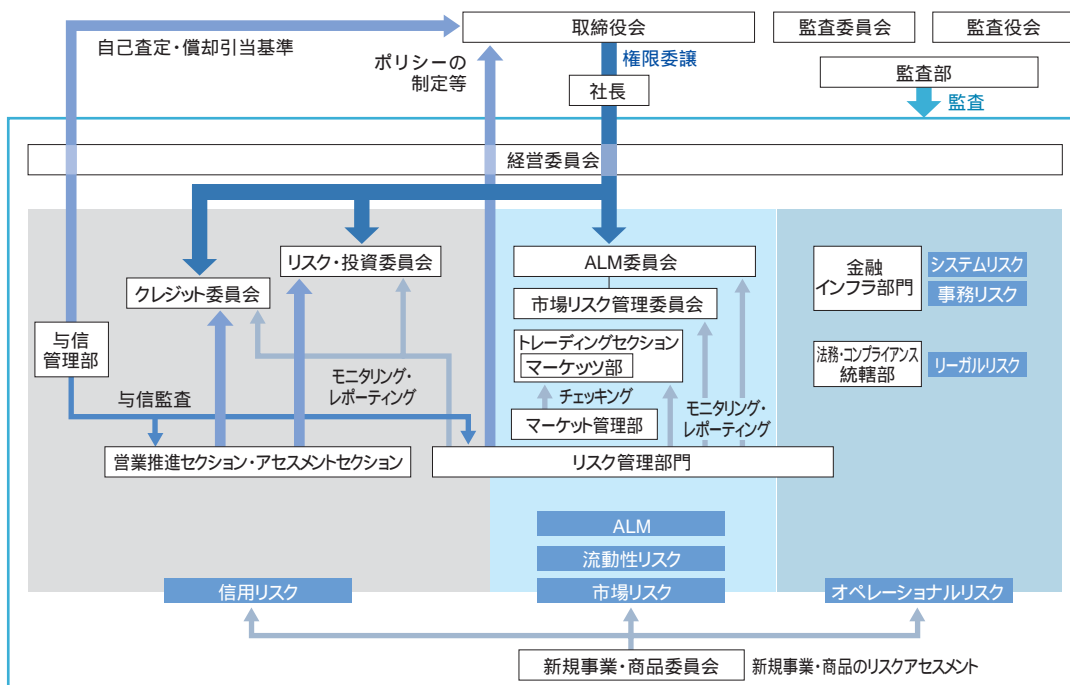 取締役会
監査委員会
監査役会
自己査定・償却引当基準
ポリシーの
制定等
権限委譲
社長
監査部
監査
経営委員会
リスク・投資委員会
クレジット委員会
ALM委員会
市場リスク管理委員会
トレーディングセクション
マーケッツ部
チェッキング
マーケット管理部
金融
インフラ部門
システムリスク
事務リスク
法務・コンプライアンス
統轄部
リーガルリスク
与信
管理部
モニタリング・
レポーティング
与信監査
モニタリング・
レポーティング
営業推進セクション・アセスメントセクション
リスク管理部門
ALM
流動性リスク
信用リスク
市場リスク
オペレーショナルリスク
新規事業・商品委員会
新規事業・商品のリスクアセスメント